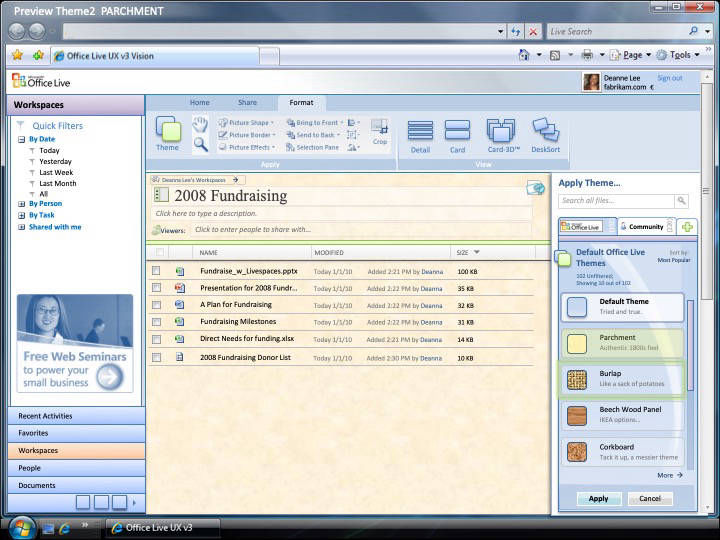 Preview Theme2 PARCHMENT
Live Search
Office Live UX v3 Vision
Page
Tools
Office Live
Deanne Lee
Sign out
fabrikam.com €
Workspaces
Home Share Format
Quick Filters
By Date
Today
Yesterday
Last Week
Last Month
All
By Person
By Task
Shared with me
Theme
Picture Shape
Picture Border
Picture Effects
Bring to Front
Send to Back
Selection Pane
Crop
Apply
Detail
Card
Card-3D™
DeskSort
View
Deanna Lee's Workspaces
2008 Fundraising
Click here to type a description.
Viewers: Click to enter people to share with...
NAME MODIFIED SIZE
Fundraise_w_Livespaces.pptx Today 1/1/10 Added 2:21 PM by Deanna 100 KB
Presentation for 2008 Fundr... Today 1/1/10 Added 2:21 PM by Deanna 35 KB
A Plan for Fundraising Today 1/1/10 Added 2:22 PM by Deanna 32 KB
Fundraising Milestones Today 1/1/10 Added 2:22 PM by Deanna 31 KB
Direct Needs for funding.xlsx Today 1/1/10 Added 2:21 PM by Deanna 14 KB
2008 Fundraising Donor List Today 1/1/10 Added 2:30 PM by Deanna 10 KB
Free Web Seminars
to power your
small business
Recent Activities
Favorites
Workspaces
People
Documents
Apply Theme...
Search all files...
Office Live
Community
Default Office Live
Themes
Sort by:
Most Popular
102 Unfiltered;
Showing 10 out of 102
Default Theme
Tried and true.
Parchment
Authentic 1800s feel
Burlap
Like a sack of potatoes
Beech Wood Panel
IKEA options...
Corkboard
Tack it up, a messier theme
More
Apply Cancel
Office Live UX v3